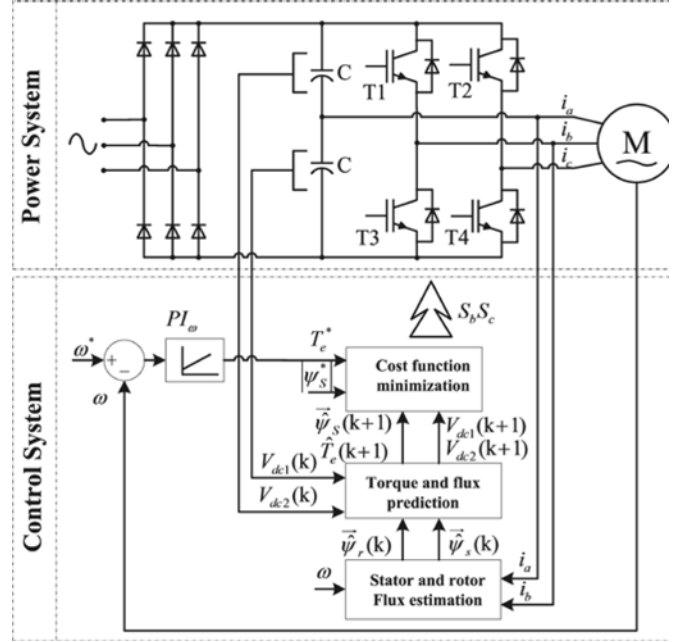 Power System
C
T1
T2
i_a
i_b
M
i_c
C
T3
T4
Control System
PI_ω
T_e^*
S_b S_c
ω^*
+
−
ω
ψ_S^*
Cost function
minimization
ψ̂_S(k+1)
T̂_e(k+1)
V_dc1(k+1)
V_dc2(k+1)
V_dc1(k)
V_dc2(k)
Torque and flux
prediction
ψ̂_r(k)
ψ̂_s(k)
ω
Stator and rotor
Flux estimation
i_a
i_b